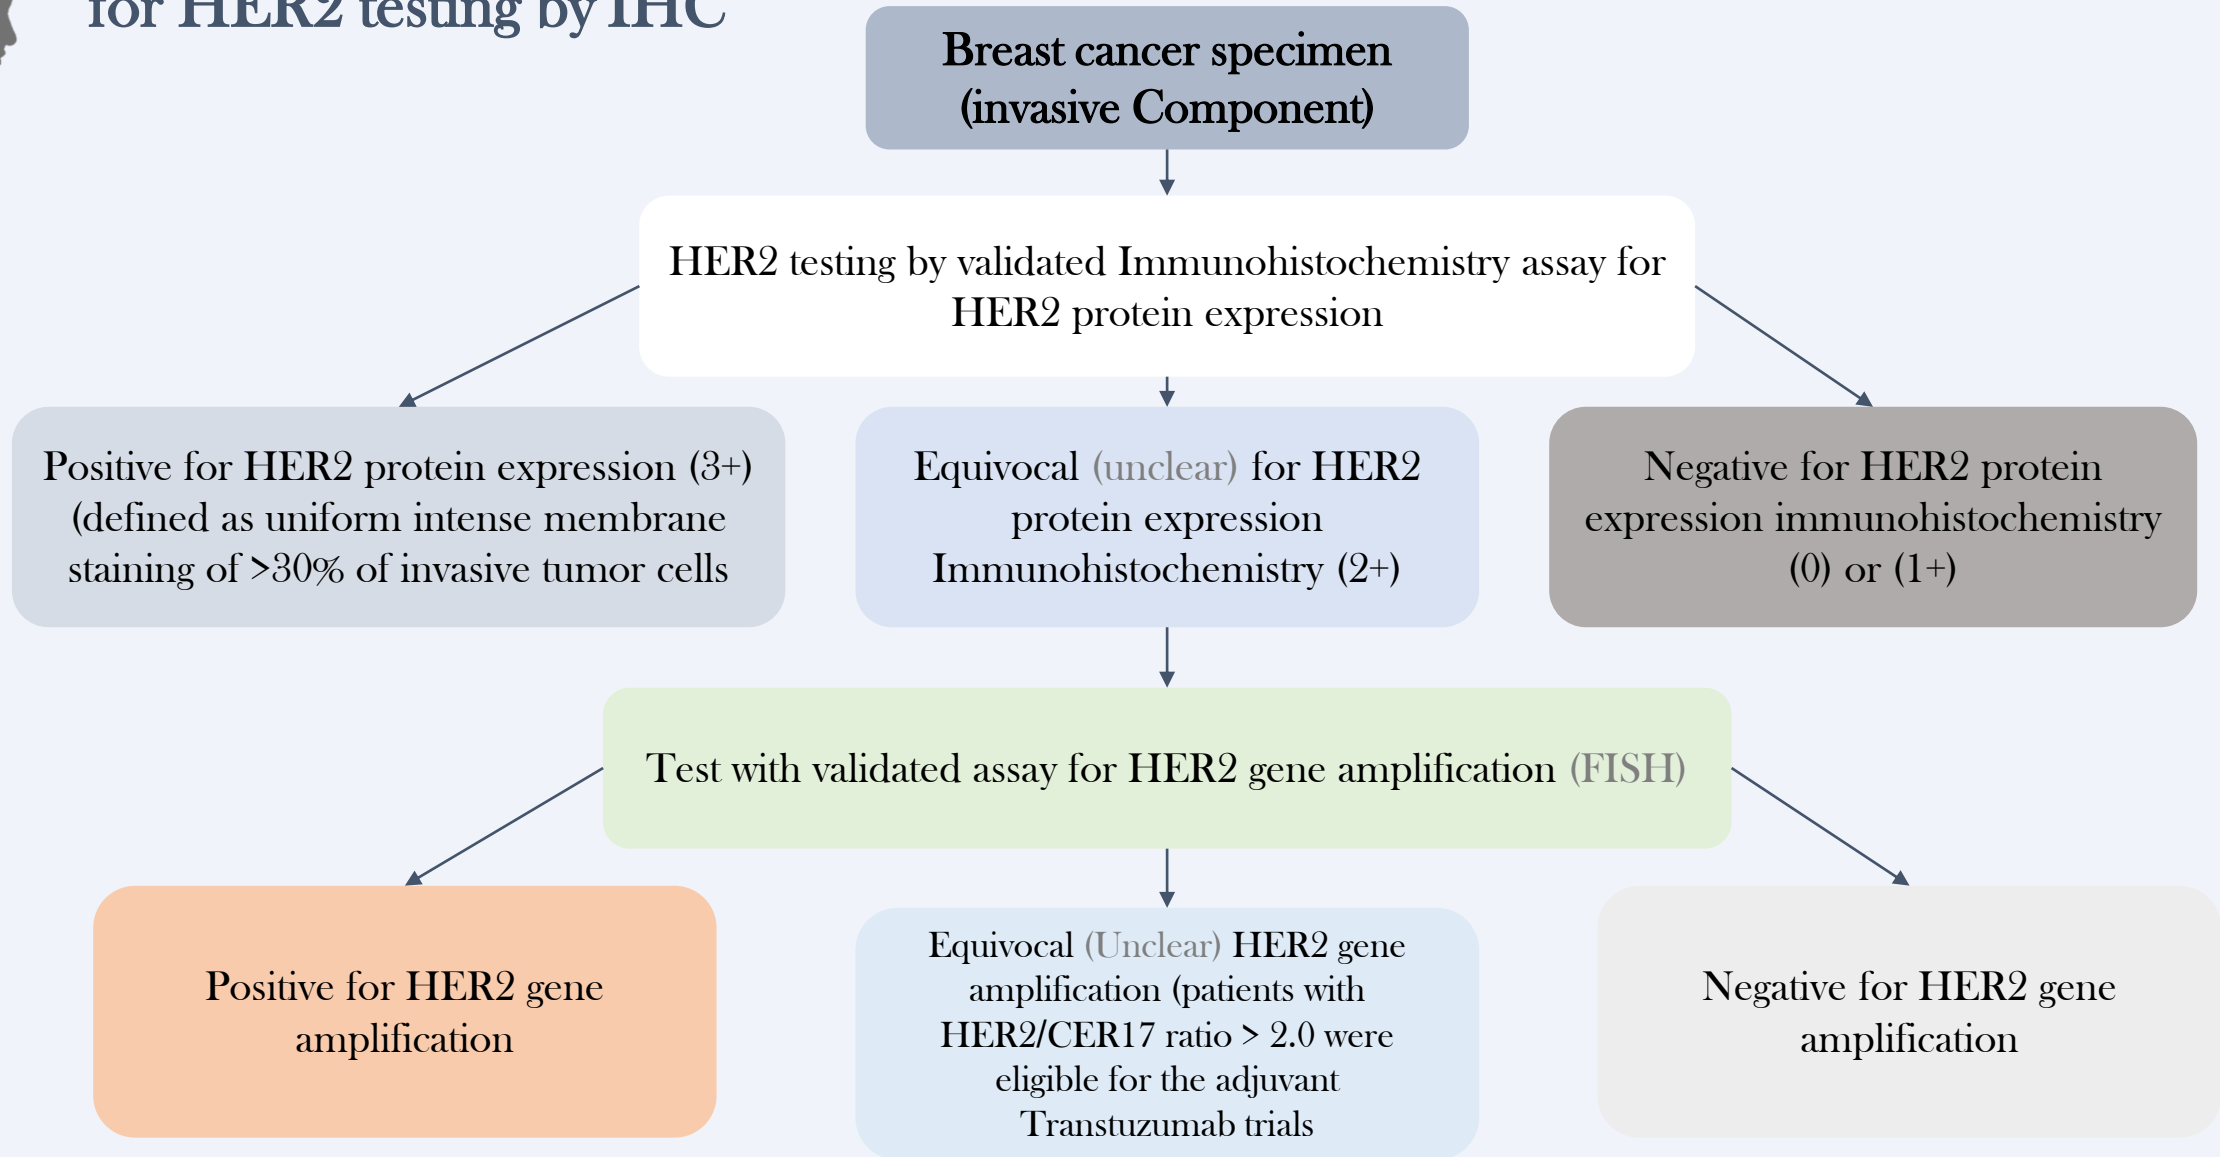 for HER2 testing by IHC
Breast cancer specimen
(invasive Component)
HER2 testing by validated Immunohistochemistry assay for
HER2 protein expression
Positive for HER2 protein expression (3+)
(defined as uniform intense membrane
staining of >30% of invasive tumor cells
Equivocal (unclear) for HER2
protein expression
Immunohistochemistry (2+)
Negative for HER2 protein
expression immunohistochemistry
(0) or (1+)
Test with validated assay for HER2 gene amplification (FISH)
Positive for HER2 gene
amplification
Equivocal (Unclear) HER2 gene
amplification (patients with
HER2/CER17 ratio > 2.0 were
eligible for the adjuvant
Transtuzumab trials
Negative for HER2 gene
amplification